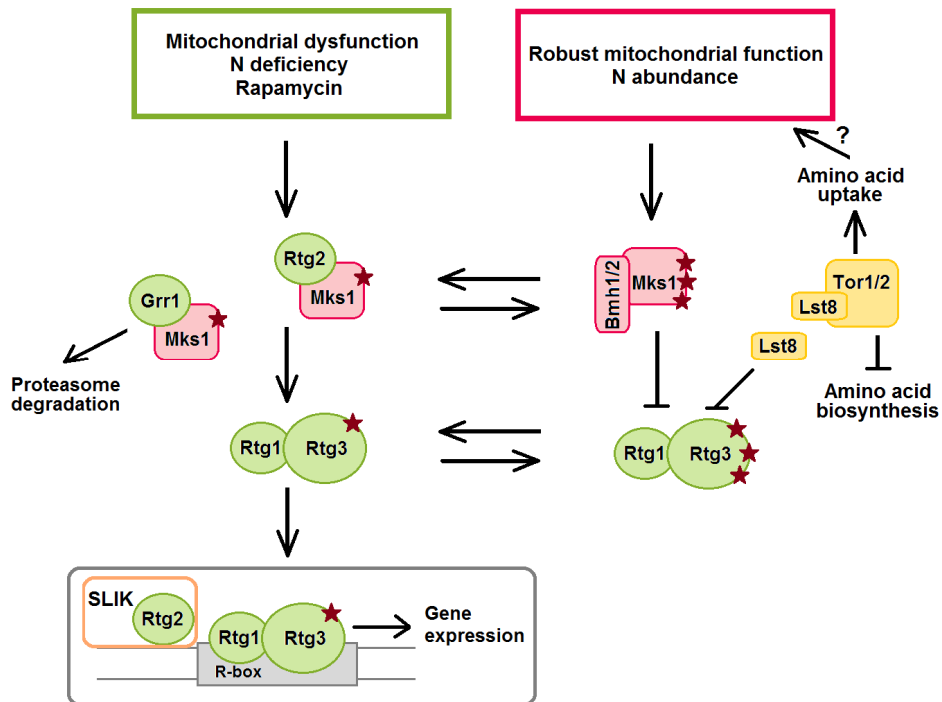 Mitochondrial dysfunction
N deficiency
Rapamycin
Robust mitochondrial function
N abundance
?
Amino acid
uptake
Rtg2
Mks1
Grr1
Mks1
Bmh1/2
Mks1
Tor1/2
Lst8
Lst8
Proteasome
degradation
Amino acid
biosynthesis
Rtg1
Rtg3
Rtg1
Rtg3
SLIK
Rtg2
Rtg1
Rtg3
R-box
Gene
expression